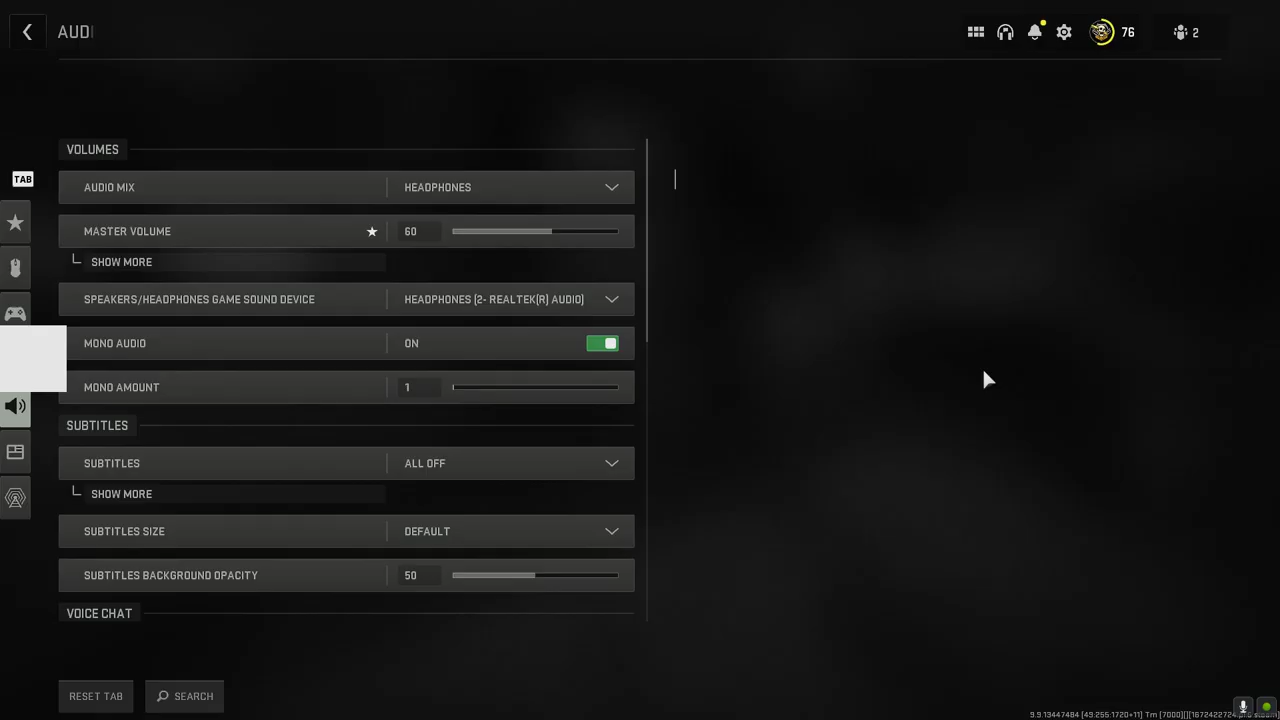 AUDI
76
2
VOLUMES
TAB
AUDIO MIX
HEADPHONES
MASTER VOLUME
60
SHOW MORE
SPEAKERS/HEADPHONES GAME SOUND DEVICE
HEADPHONES (2- REALTEK(R) AUDIO)
MONO AUDIO
ON
MONO AMOUNT
1
SUBTITLES
SUBTITLES
ALL OFF
SHOW MORE
SUBTITLES SIZE
DEFAULT
SUBTITLES BACKGROUND OPACITY
50
VOICE CHAT
RESET TAB
SEARCH